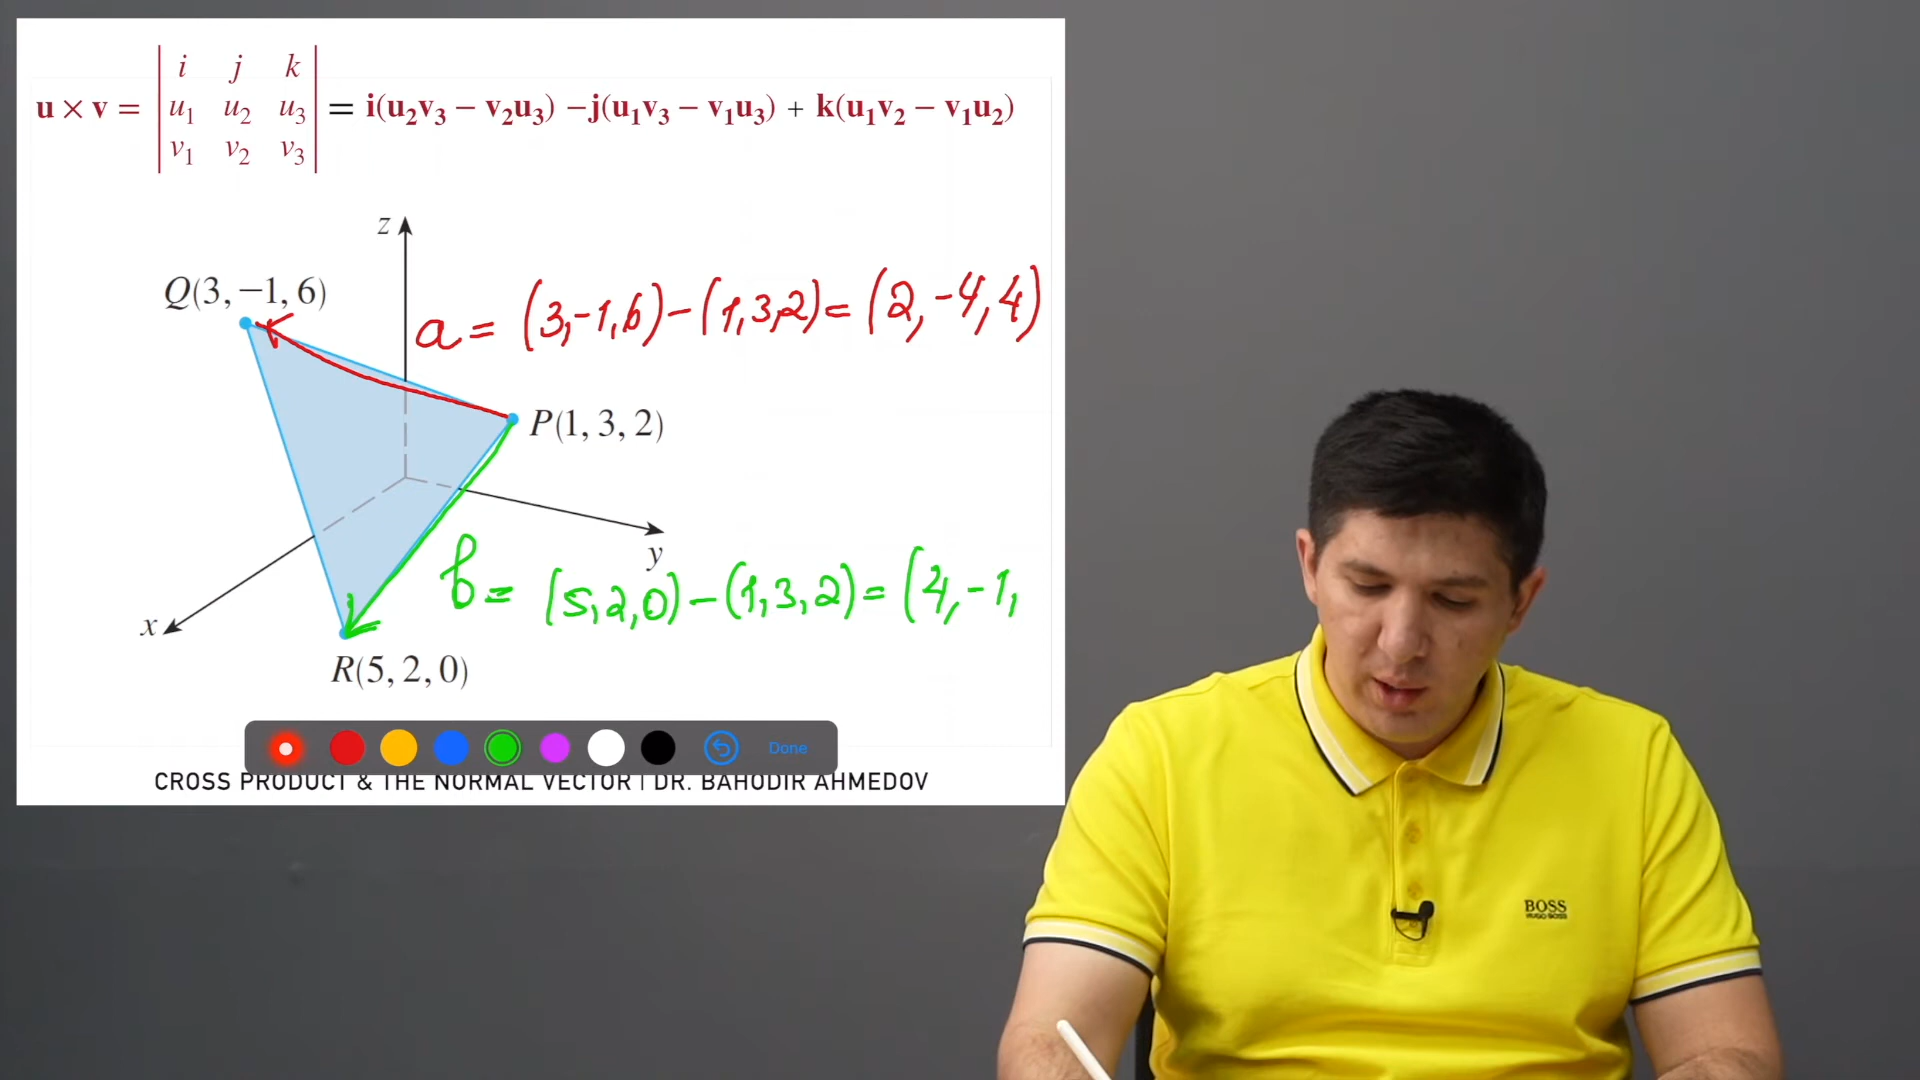 i j k
u × v = u₁ u₂ u₃ = i(u₂v₃ − v₂u₃) −j(u₁v₃ − v₁u₃) + k(u₁v₂ − v₁u₂)
v₁ v₂ v₃
z
Q(3, −1, 6)
a = (3,-1,6)-(1,3,2)=(2,-4,4)
P(1, 3, 2)
y
b = (5,2,0)-(1,3,2)=(4,-1,
x
R(5, 2, 0)
Done
CROSS PRODUCT & THE NORMAL VECTOR | DR. BAHODIR AHMEDOV
BOSS
HUGO BOSS